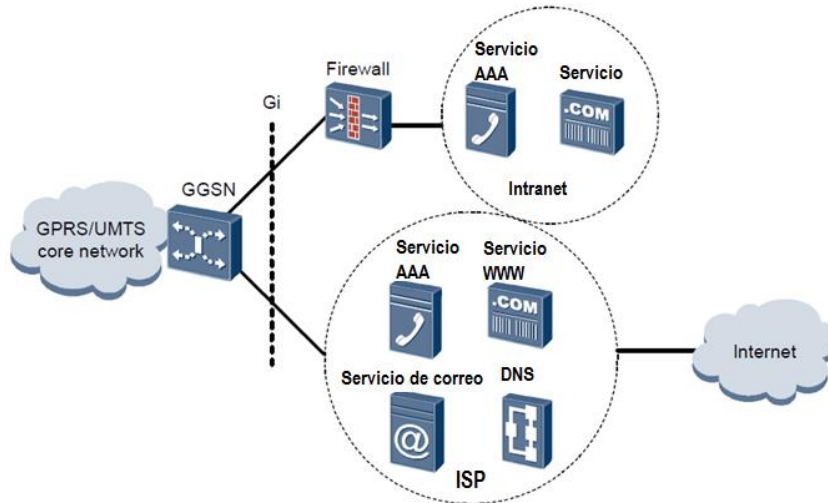 Servicio
AAA
Servicio
.COM
Intranet
Firewall
Gi
GGSN
GPRS/UMTS
core network
Servicio
AAA
Servicio
WWW
.COM
Servicio de correo
@
DNS
ISP
Internet